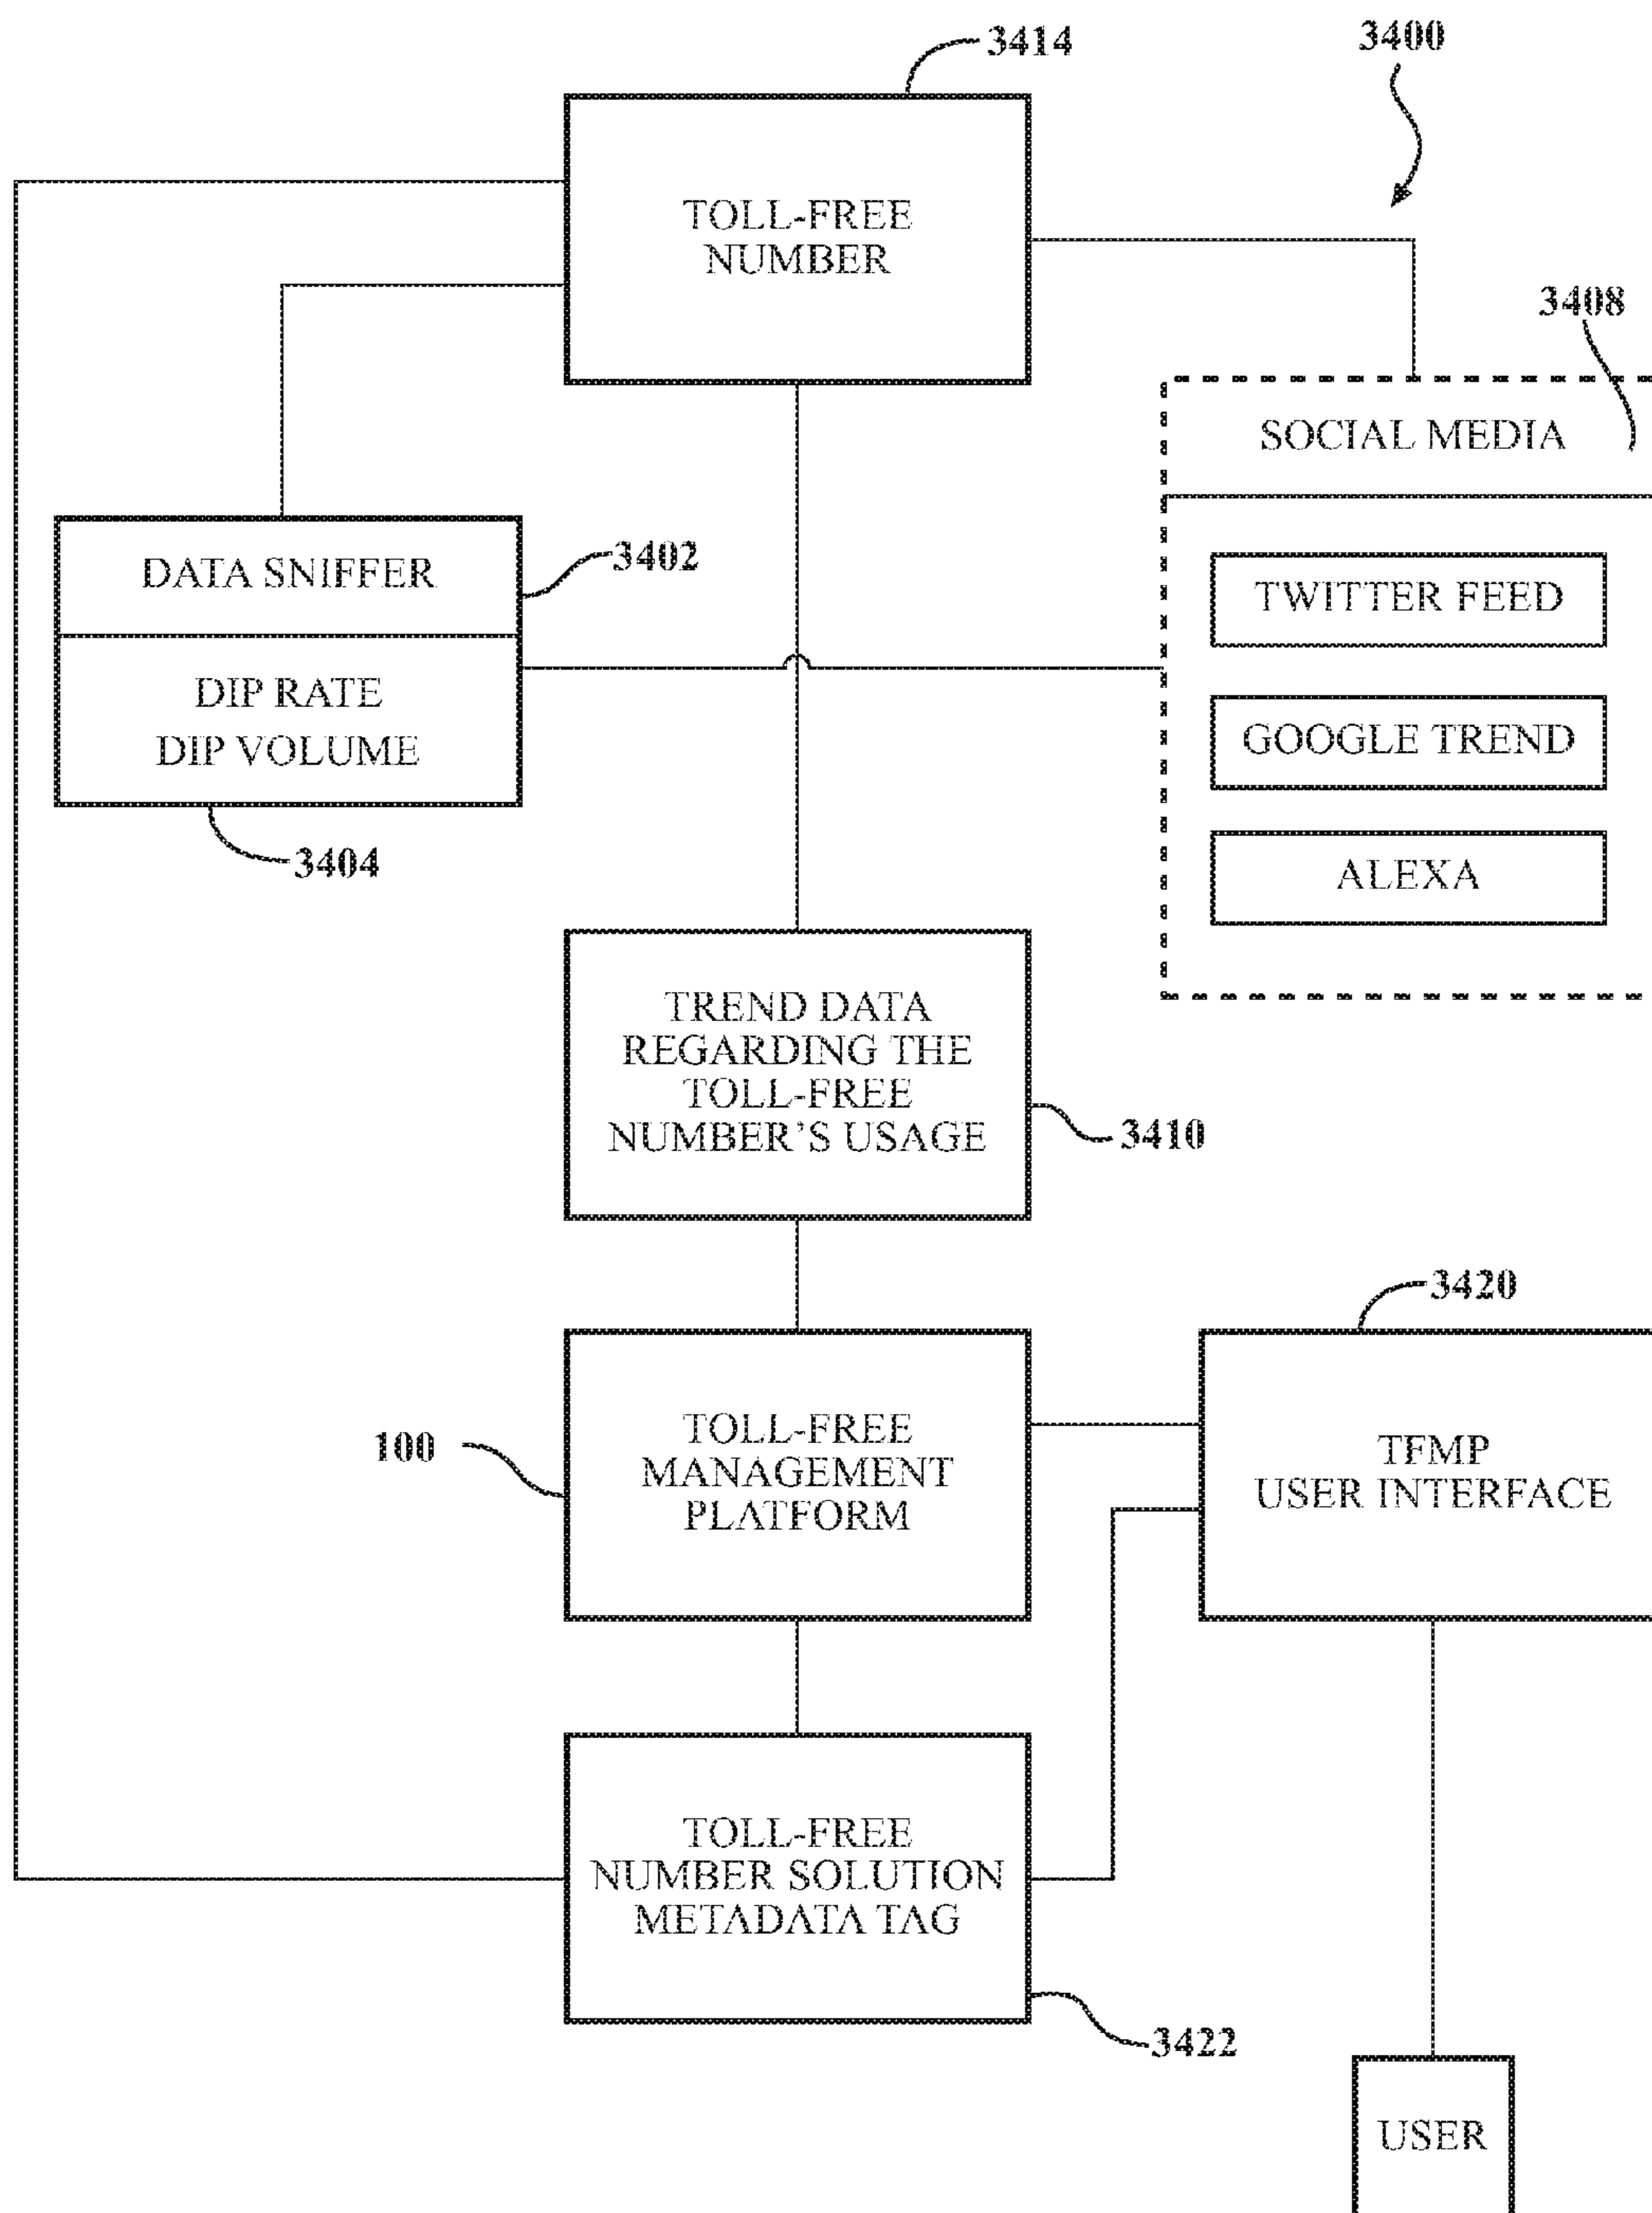 3414
3400
TOLL-FREE
NUMBER
3408
SOCIAL MEDIA
DATA SNIFFER
3402
TWITTER FEED
DIP RATE
DIP VOLUME
GOOGLE TREND
3404
ALEXA
TREND DATA
REGARDING THE
TOLL-FREE
NUMBER'S USAGE
3410
3420
100
TOLL-FREE
MANAGEMENT
PLATFORM
TFMP
USER INTERFACE
TOLL-FREE
NUMBER SOLUTION
METADATA TAG
3422
USER